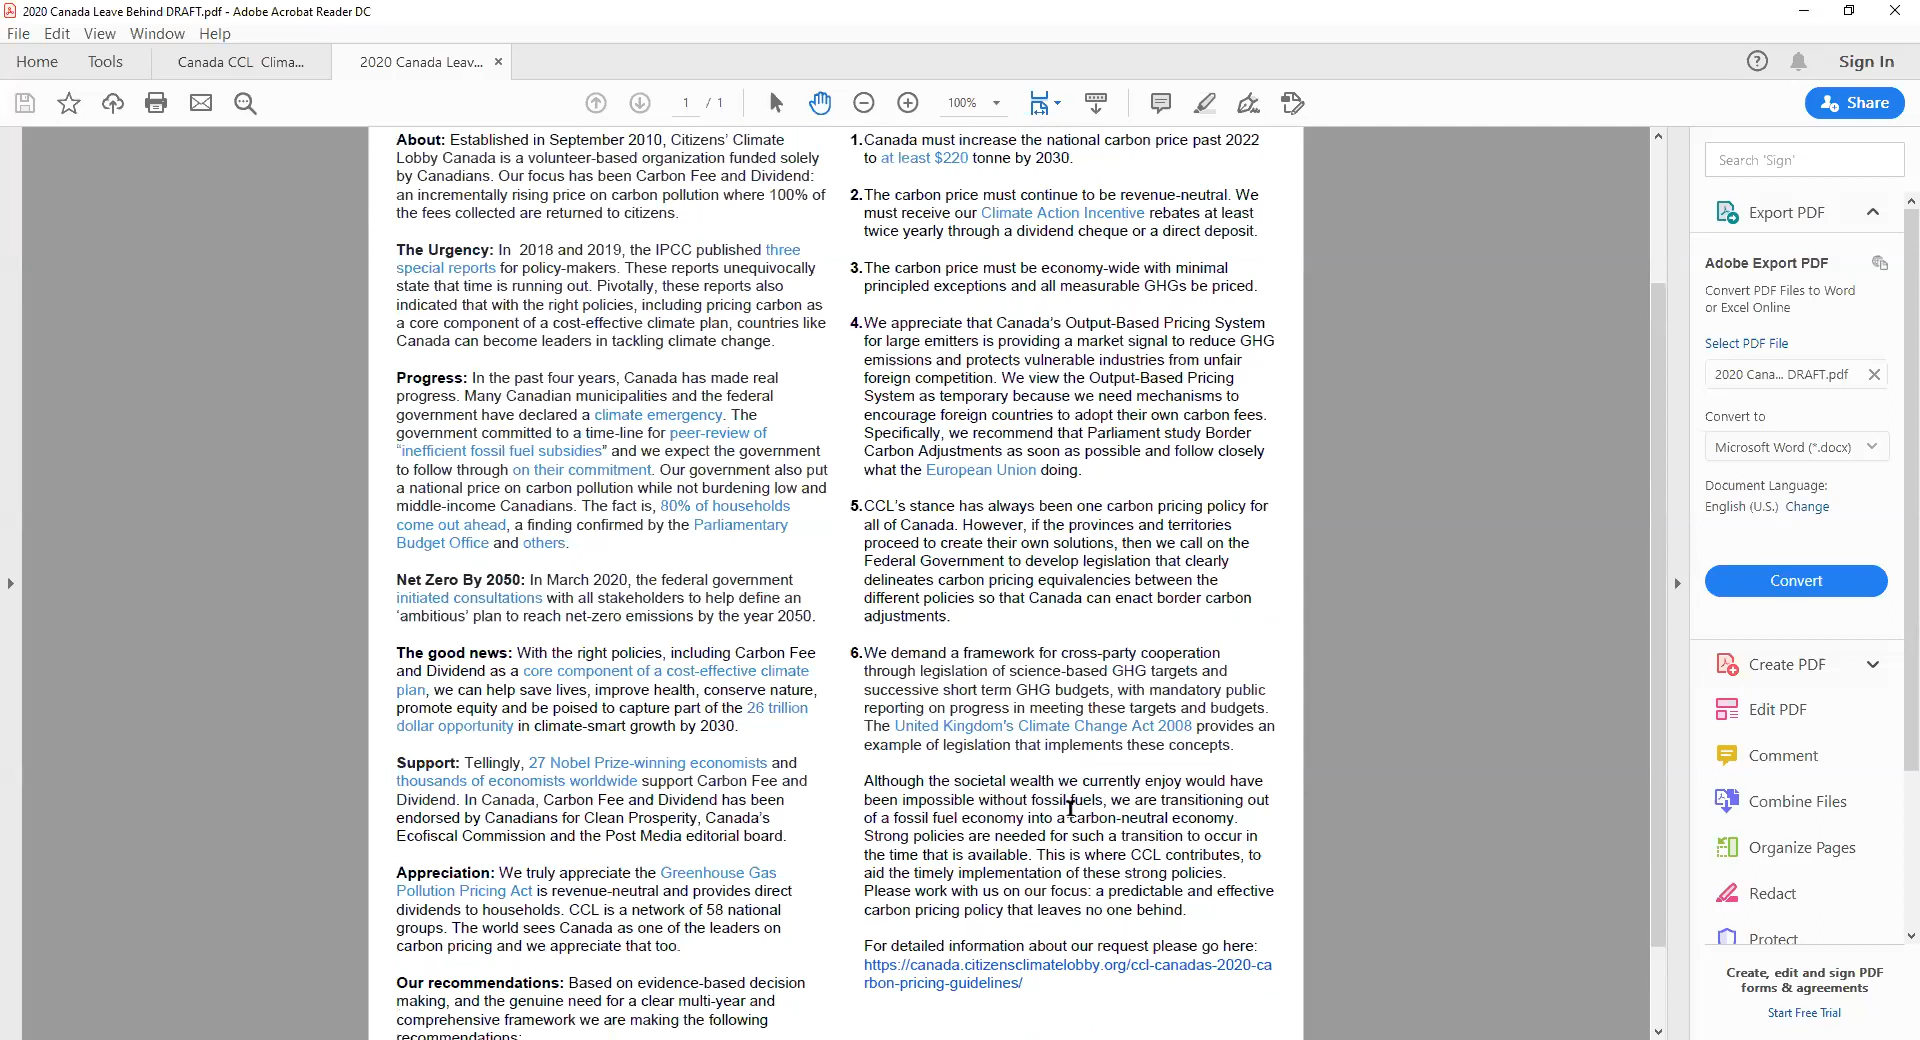 2020 Canada Leave Behind DRAFT.pdf - Adobe Acrobat Reader DC
File Edit View Window Help
Home Tools Canada CCL Clima... 2020 Canada Leav... × Sign In
1 / 1 100% Share
About: Established in September 2010, Citizens' Climate
Lobby Canada is a volunteer-based organization funded solely
by Canadians. Our focus has been Carbon Fee and Dividend:
an incrementally rising price on carbon pollution where 100% of
the fees collected are returned to citizens.
The Urgency: In 2018 and 2019, the IPCC published three
special reports for policy-makers. These reports unequivocally
state that time is running out. Pivotally, these reports also
indicated that with the right policies, including pricing carbon as
a core component of a cost-effective climate plan, countries like
Canada can become leaders in tackling climate change.
Progress: In the past four years, Canada has made real
progress. Many Canadian municipalities and the federal
government have declared a climate emergency. The
government committed to a time-line for peer-review of
“inefficient fossil fuel subsidies” and we expect the government
to follow through on their commitment. Our government also put
a national price on carbon pollution while not burdening low and
middle-income Canadians. The fact is, 80% of households
come out ahead, a finding confirmed by the Parliamentary
Budget Office and others.
Net Zero By 2050: In March 2020, the federal government
initiated consultations with all stakeholders to help define an
‘ambitious’ plan to reach net-zero emissions by the year 2050.
The good news: With the right policies, including Carbon Fee
and Dividend as a core component of a cost-effective climate
plan, we can help save lives, improve health, conserve nature,
promote equity and be poised to capture part of the 26 trillion
dollar opportunity in climate-smart growth by 2030.
Support: Tellingly, 27 Nobel Prize-winning economists and
thousands of economists worldwide support Carbon Fee and
Dividend. In Canada, Carbon Fee and Dividend has been
endorsed by Canadians for Clean Prosperity, Canada's
Ecofiscal Commission and the Post Media editorial board.
Appreciation: We truly appreciate the Greenhouse Gas
Pollution Pricing Act is revenue-neutral and provides direct
dividends to households. CCL is a network of 58 national
groups. The world sees Canada as one of the leaders on
carbon pricing and we appreciate that too.
Our recommendations: Based on evidence-based decision
making, and the genuine need for a clear multi-year and
comprehensive framework we are making the following
recommendations:
1.Canada must increase the national carbon price past 2022
to at least $220 tonne by 2030.
2.The carbon price must continue to be revenue-neutral. We
must receive our Climate Action Incentive rebates at least
twice yearly through a dividend cheque or a direct deposit.
3.The carbon price must be economy-wide with minimal
principled exceptions and all measurable GHGs be priced.
4.We appreciate that Canada's Output-Based Pricing System
for large emitters is providing a market signal to reduce GHG
emissions and protects vulnerable industries from unfair
foreign competition. We view the Output-Based Pricing
System as temporary because we need mechanisms to
encourage foreign countries to adopt their own carbon fees.
Specifically, we recommend that Parliament study Border
Carbon Adjustments as soon as possible and follow closely
what the European Union doing.
5.CCL's stance has always been one carbon pricing policy for
all of Canada. However, if the provinces and territories
proceed to create their own solutions, then we call on the
Federal Government to develop legislation that clearly
delineates carbon pricing equivalencies between the
different policies so that Canada can enact border carbon
adjustments.
6.We demand a framework for cross-party cooperation
through legislation of science-based GHG targets and
successive short term GHG budgets, with mandatory public
reporting on progress in meeting these targets and budgets.
The United Kingdom's Climate Change Act 2008 provides an
example of legislation that implements these concepts.
Although the societal wealth we currently enjoy would have
been impossible without fossil fuels, we are transitioning out
of a fossil fuel economy into a carbon-neutral economy.
Strong policies are needed for such a transition to occur in
the time that is available. This is where CCL contributes, to
aid the timely implementation of these strong policies.
Please work with us on our focus: a predictable and effective
carbon pricing policy that leaves no one behind.
For detailed information about our request please go here:
https://canada.citizensclimatelobby.org/ccl-canadas-2020-ca
rbon-pricing-guidelines/
Search 'Sign'
Export PDF
Adobe Export PDF
Convert PDF Files to Word
or Excel Online
Select PDF File
2020 Cana... DRAFT.pdf
Convert to
Microsoft Word (*.docx)
Document Language:
English (U.S.) Change
Convert
Create PDF
Edit PDF
Comment
Combine Files
Organize Pages
Redact
Protect
Create, edit and sign PDF
forms & agreements
Start Free Trial